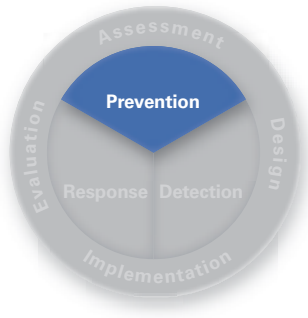 Assessment
Prevention
Evaluation
Design
Response Detection
Implementation